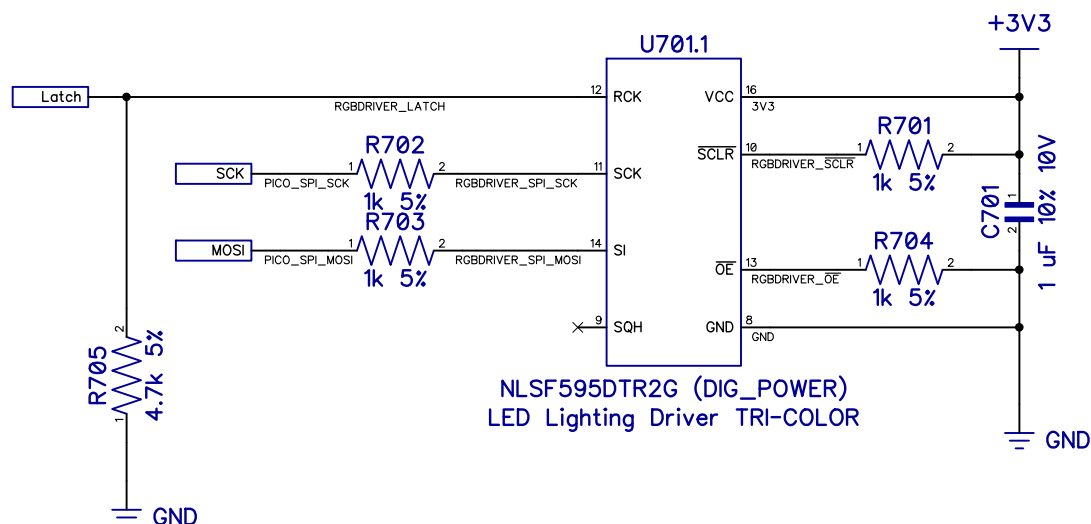 +3V3
U701.1
Latch
12
RCK
VCC
16
RGBDRIVER_LATCH
3V3
R701
R702
SCLR
10
1
2
RGBDRIVER_SCLR
SCK
1
2
11
SCK
PICO_SPI_SCK
RGBDRIVER_SPI_SCK
1k 5%
1k 5%
R703
1
2
C701
1 uF 10% 10V
MOSI
1
2
14
SI
PICO_SPI_MOSI
RGBDRIVER_SPI_MOSI
1k 5%
R704
OE
13
1
2
RGBDRIVER_OE
1k 5%
9
SQH
GND
8
GND
2
1
R705
4.7k 5%
NLSF595DTR2G (DIG_POWER)
LED Lighting Driver TRI-COLOR
GND
GND